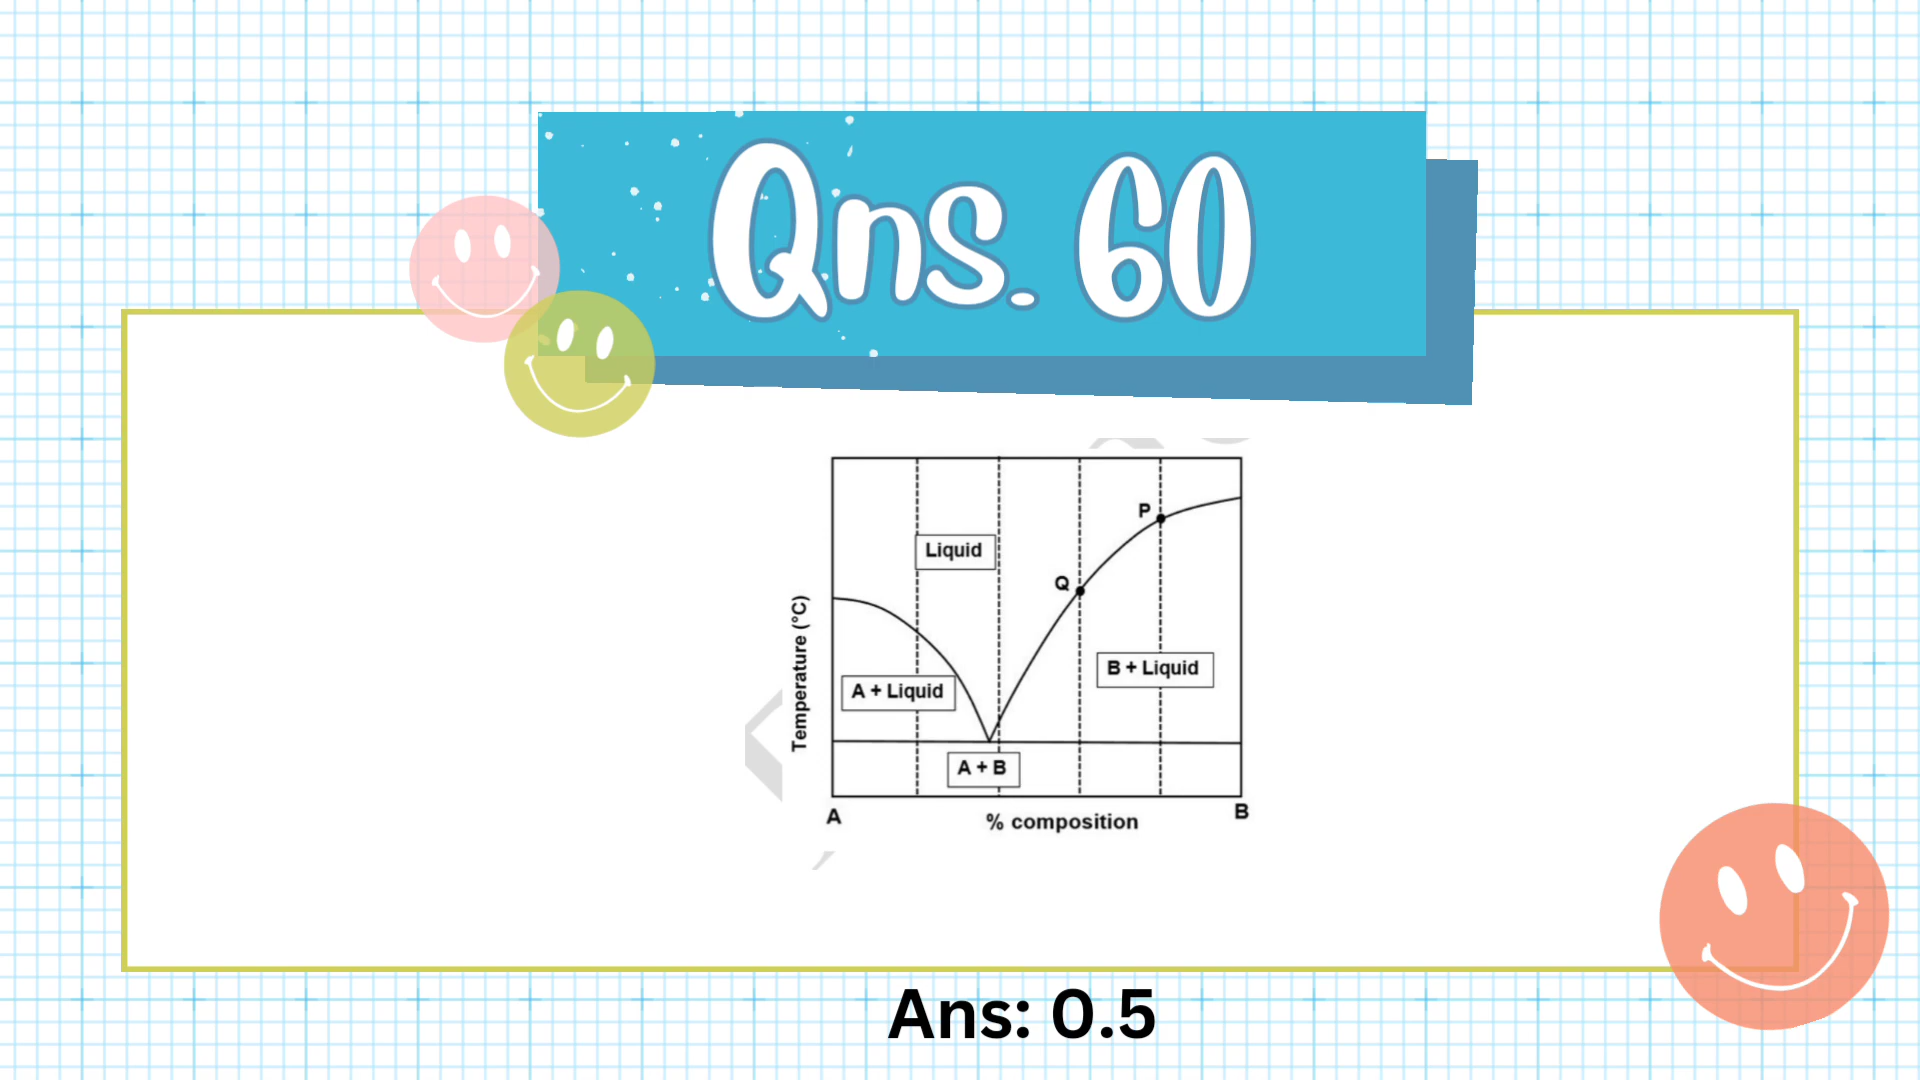 Qns. 60
P
Liquid
Q
Temperature (°C)
B + Liquid
A + Liquid
A + B
A
B
% composition
Ans: 0.5